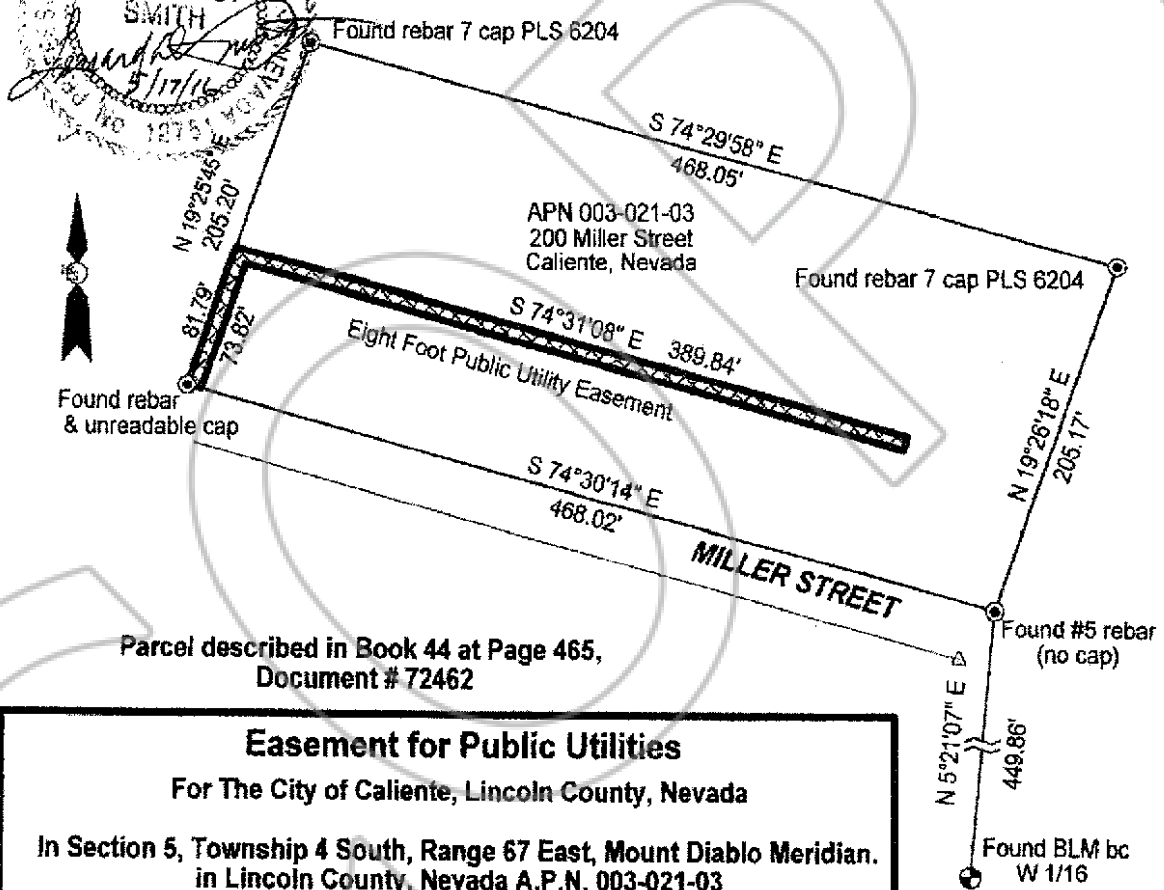 SMITH
5/17/16
NEVADA
No 12751
Found rebar 7 cap PLS 6204
S 74°29'58" E
468.05'
N 19°25'45" E
205.20'
APN 003-021-03
200 Miller Street
Caliente, Nevada
Found rebar 7 cap PLS 6204
81.79'
73.82'
S 74°31'08" E 389.84'
Eight Foot Public Utility Easement
Found rebar
& unreadable cap
N 19°26'18" E
205.17'
S 74°30'14" E
468.02'
MILLER STREET
Found #5 rebar
(no cap)
Parcel described in Book 44 at Page 465,
Document # 72462
N 5°21'07" E
449.86'
Easement for Public Utilities
For The City of Caliente, Lincoln County, Nevada
In Section 5, Township 4 South, Range 67 East, Mount Diablo Meridian.
in Lincoln County, Nevada A.P.N. 003-021-03
Found BLM bc
W 1/16
COP